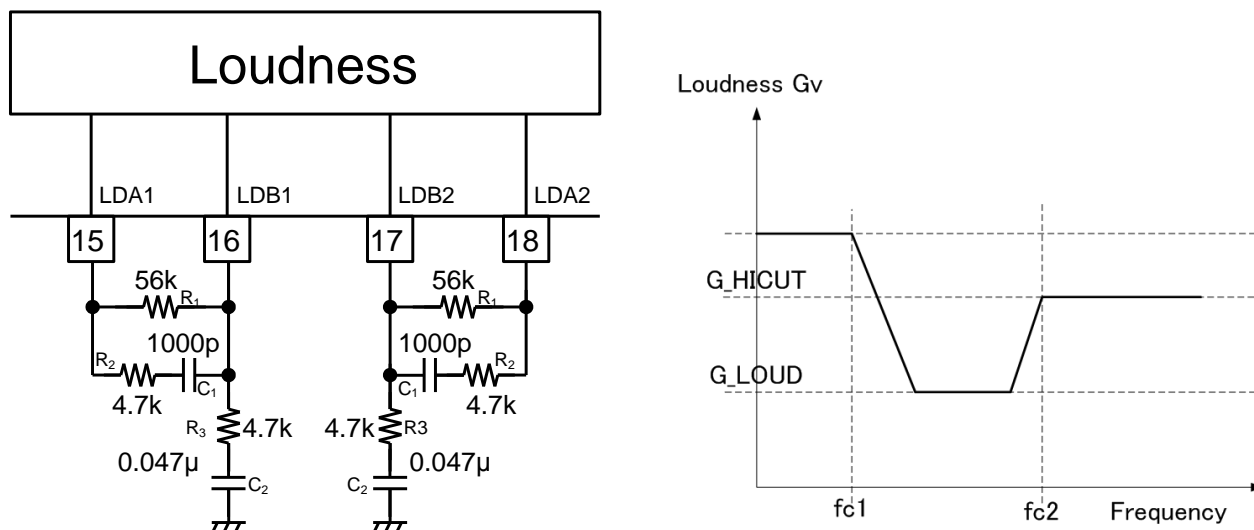 Loudness
LDA1
LDB1
LDB2
LDA2
15
16
17
18
56k
R1
56k
R1
R2
1000p
C1
4.7k
1000p
C1
R2
4.7k
R3
4.7k
4.7k
R3
0.047µ
C2
0.047µ
C2
Loudness Gv
G_HICUT
G_LOUD
fc1
fc2
Frequency